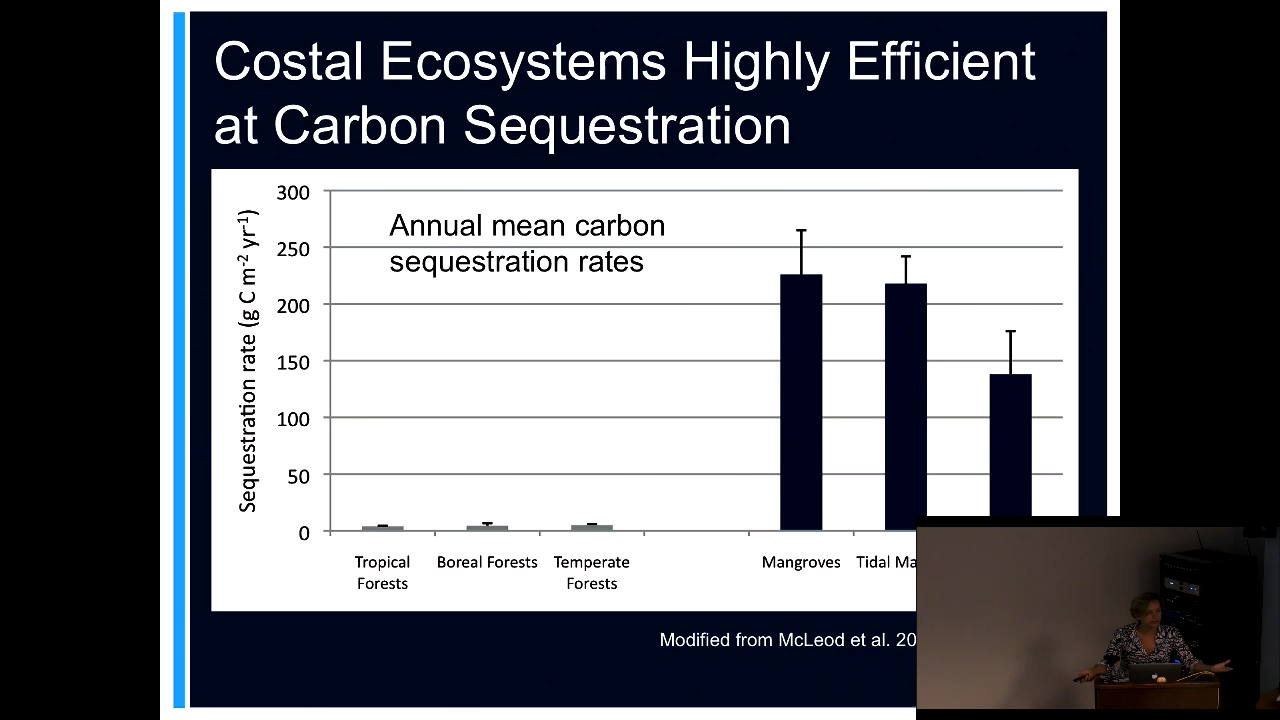 Costal Ecosystems Highly Efficient
at Carbon Sequestration
Annual mean carbon
sequestration rates
Sequestration rate (g C m⁻² yr⁻¹)
300
250
200
150
100
50
0
Tropical
Forests
Boreal Forests
Temperate
Forests
Mangroves
Tidal Ma
Modified from McLeod et al. 20